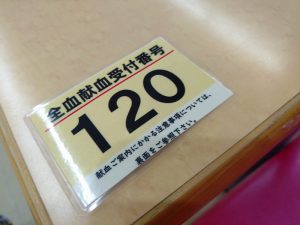 全血献血受付番号
120
献血ご案内にかかる注意事項については、
裏面をご参照下さい。